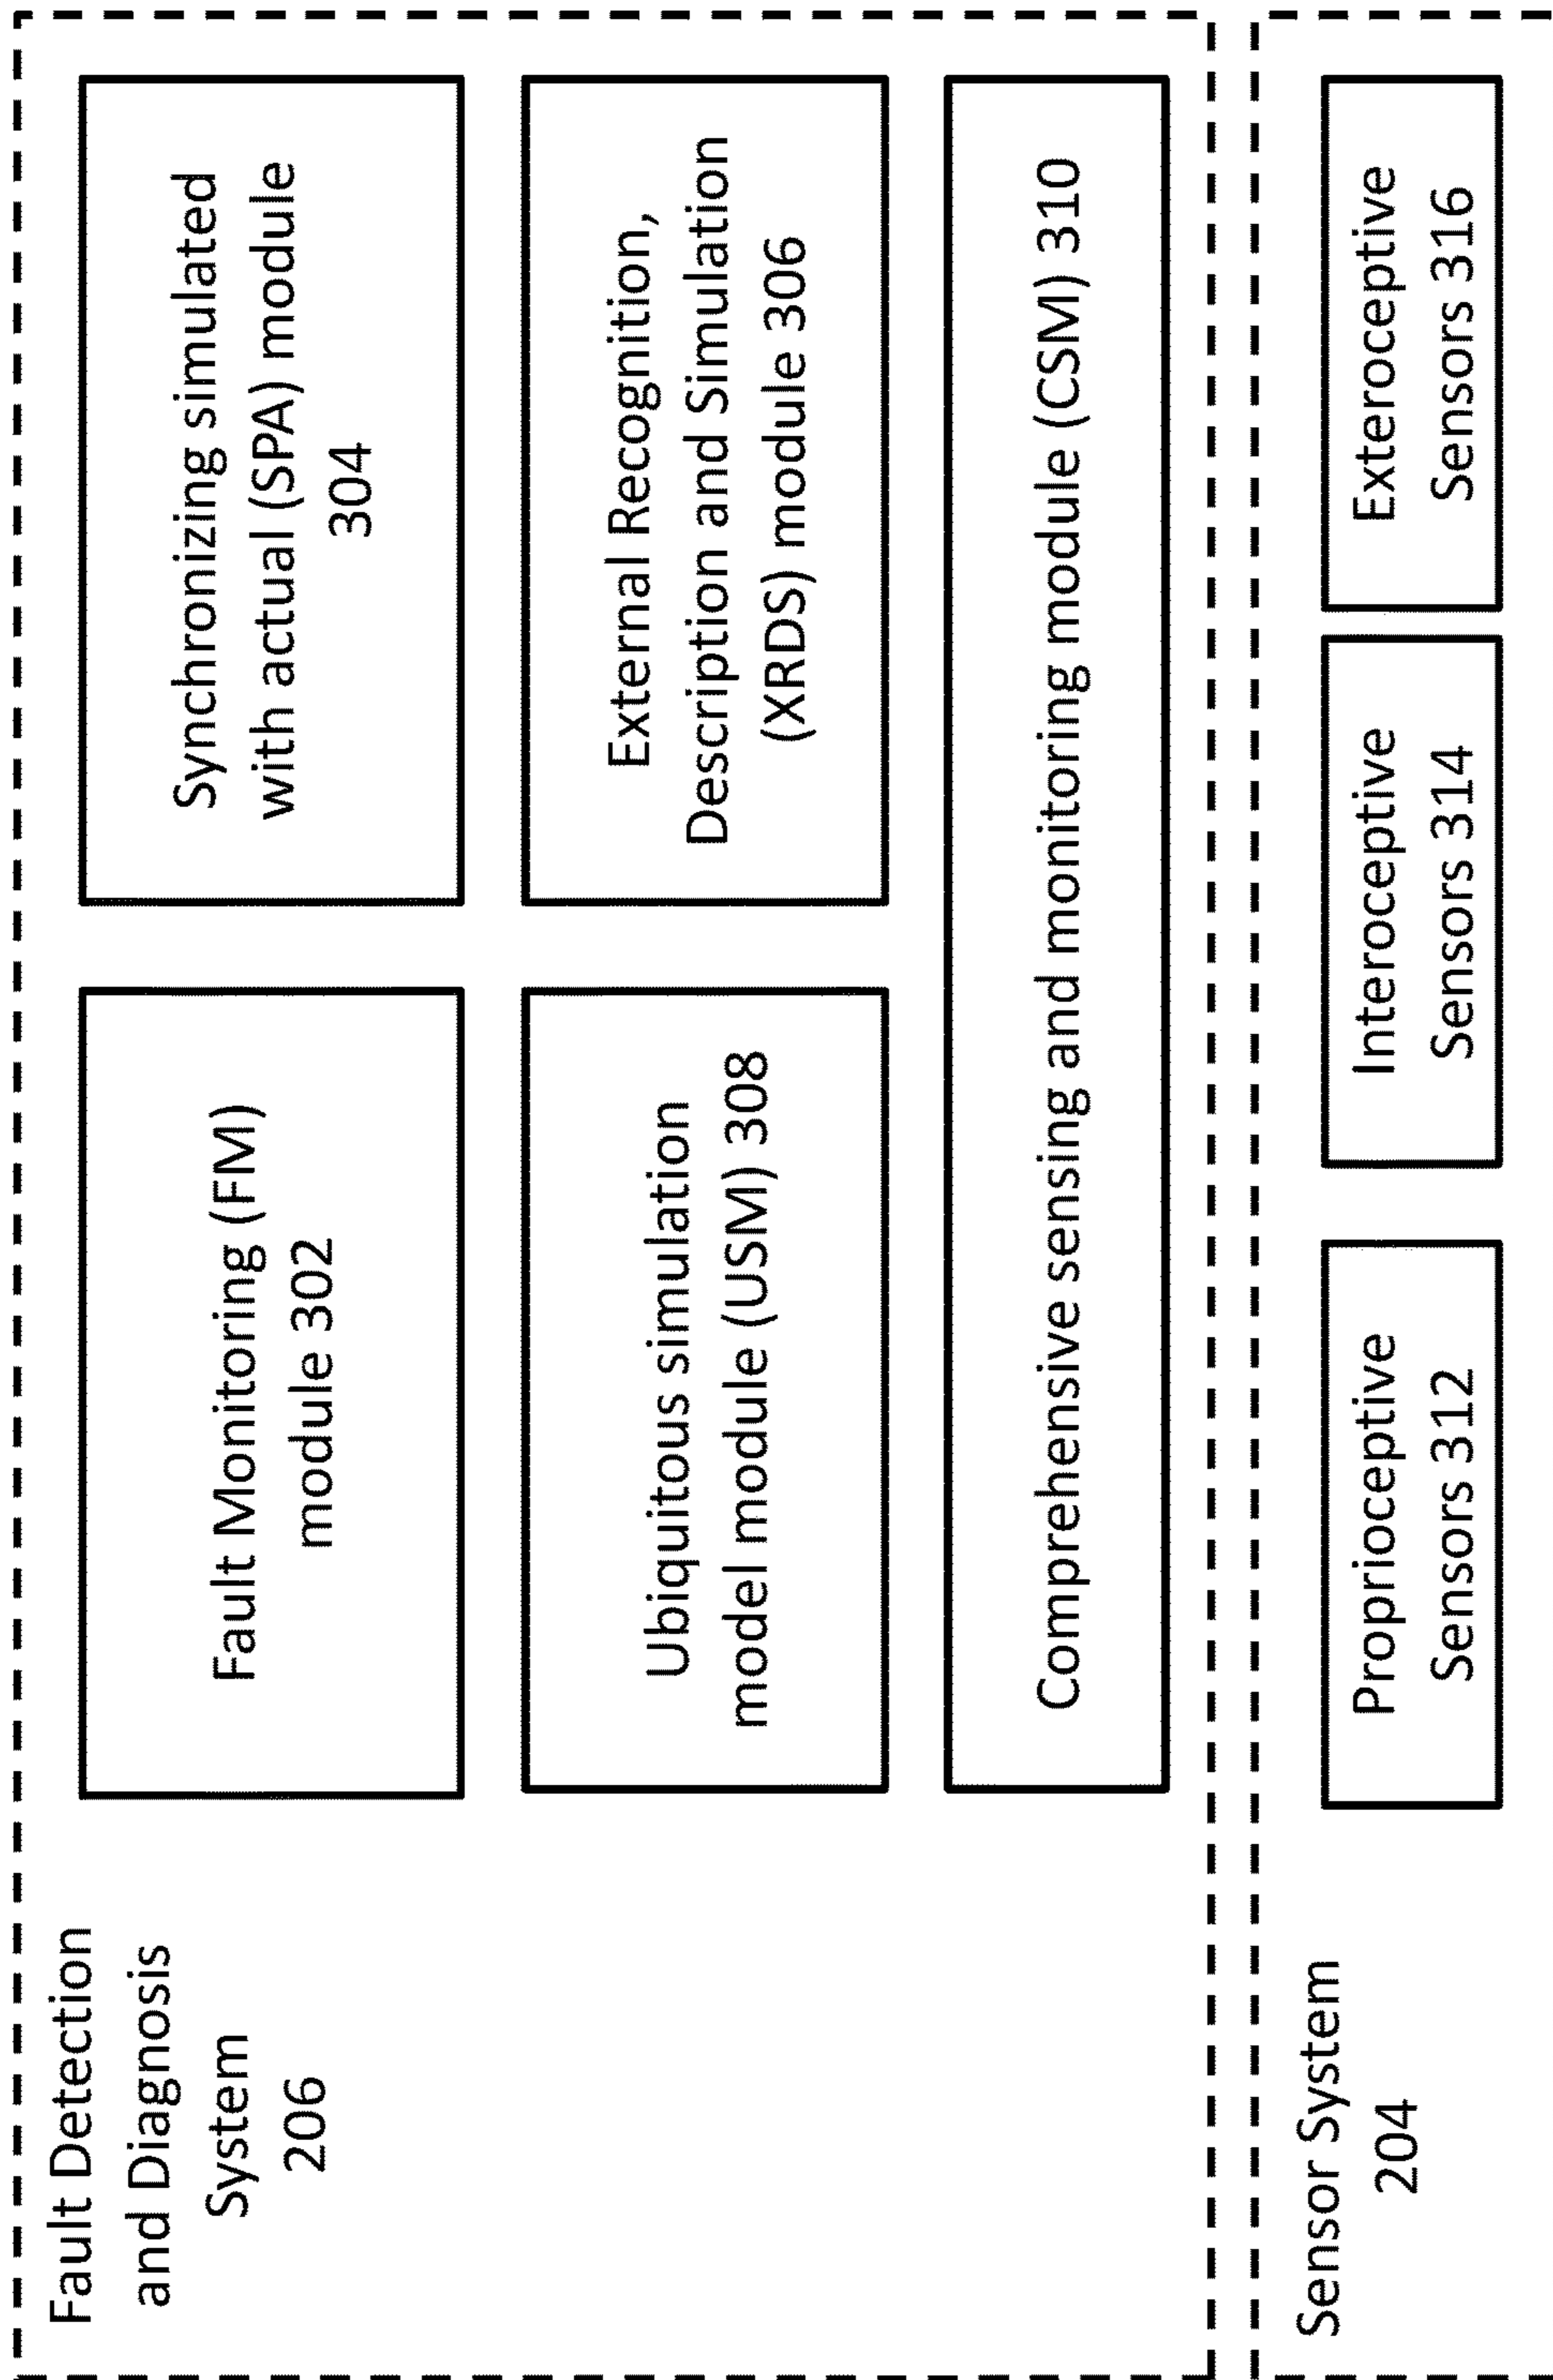 Fault Detection
and Diagnosis
System
206
Fault Monitoring (FM)
module 302
Synchronizing simulated
with actual (SPA) module
304
Ubiquitous simulation
model module (USM) 308
External Recognition,
Description and Simulation
(XRDS) module 306
Comprehensive sensing and monitoring module (CSM) 310
Sensor System
204
Proprioceptive
Sensors 312
Interoceptive
Sensors 314
Exteroceptive
Sensors 316